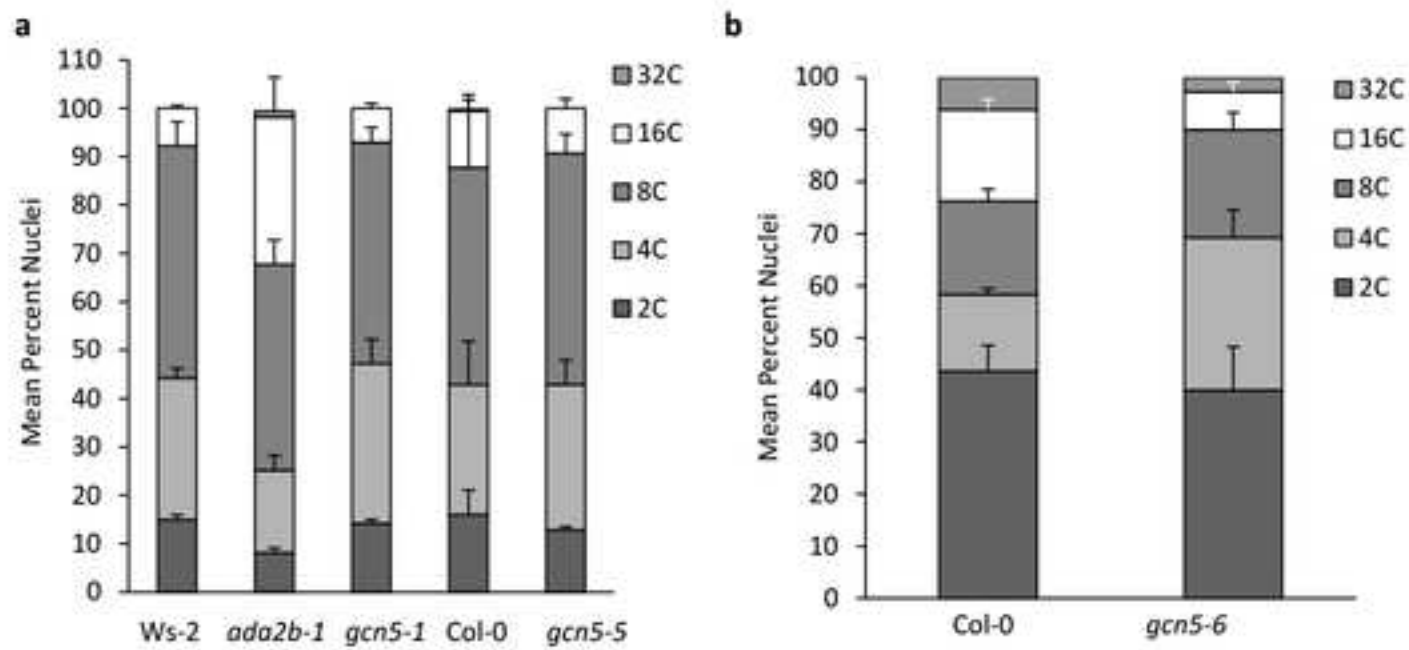 a
Mean Percent Nuclei
110
100
90
80
70
60
50
40
30
20
10
0
Ws-2 ada2b-1 gcn5-1 Col-0 gcn5-5
32C
16C
8C
4C
2C
b
Mean Percent Nuclei
100
90
80
70
60
50
40
30
20
10
0
Col-0 gcn5-6
32C
16C
8C
4C
2C